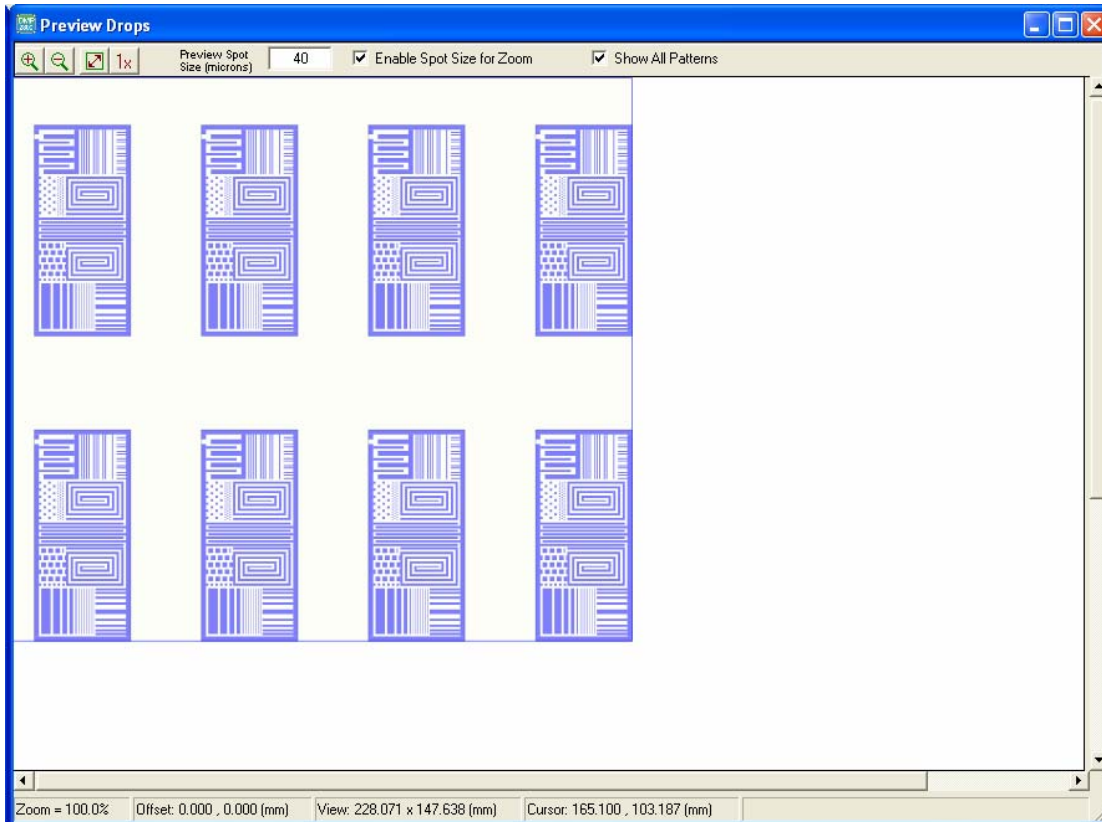 Preview Drops
1x
Preview Spot
Size (microns)
40
Enable Spot Size for Zoom
Show All Patterns
Zoom = 100.0%
Offset: 0.000 , 0.000 (mm)
View: 228.071 x 147.638 (mm)
Cursor: 165.100 , 103.187 (mm)